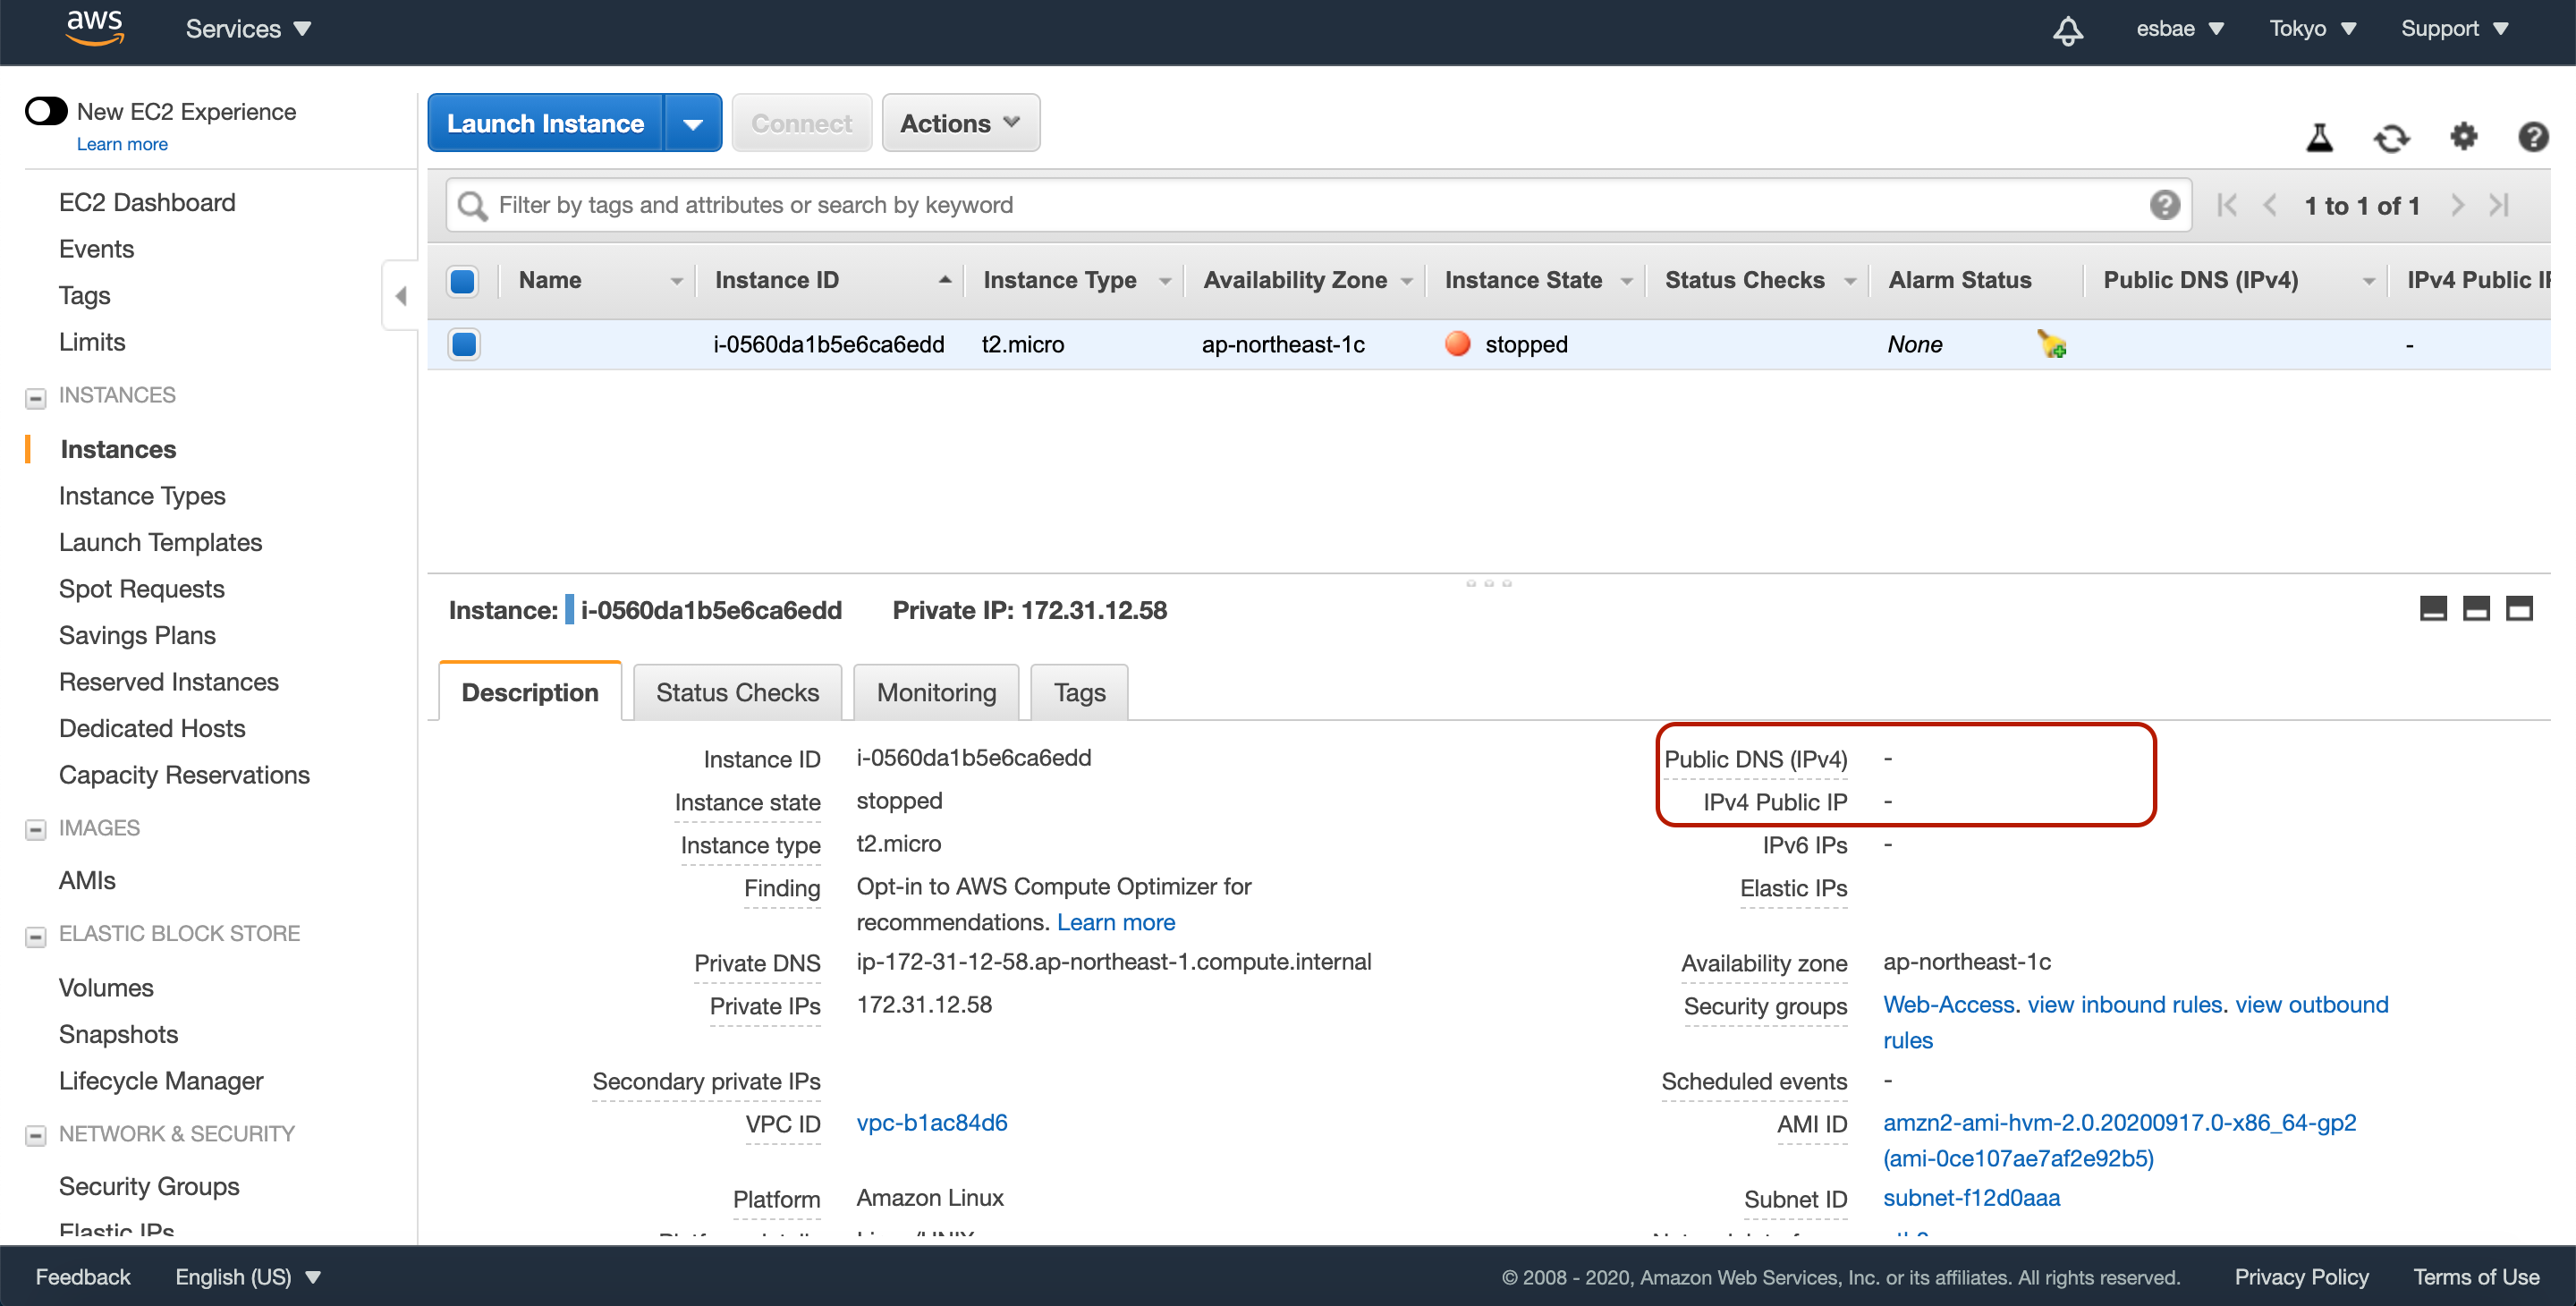 aws
Services
esbae
Tokyo
Support
New EC2 Experience
Learn more
EC2 Dashboard
Events
Tags
Limits
INSTANCES
Instances
Instance Types
Launch Templates
Spot Requests
Savings Plans
Reserved Instances
Dedicated Hosts
Capacity Reservations
IMAGES
AMIs
ELASTIC BLOCK STORE
Volumes
Snapshots
Lifecycle Manager
NETWORK & SECURITY
Security Groups
Elastic IPs
Launch Instance
Connect
Actions
Filter by tags and attributes or search by keyword
1 to 1 of 1
Name Instance ID Instance Type Availability Zone Instance State Status Checks Alarm Status Public DNS (IPv4) IPv4 Public
i-0560da1b5e6ca6edd t2.micro ap-northeast-1c stopped None -
Instance: i-0560da1b5e6ca6edd Private IP: 172.31.12.58
Description
Status Checks
Monitoring
Tags
Instance ID i-0560da1b5e6ca6edd
Instance state stopped
Instance type t2.micro
Finding Opt-in to AWS Compute Optimizer for
recommendations. Learn more
Private DNS ip-172-31-12-58.ap-northeast-1.compute.internal
Private IPs 172.31.12.58
Secondary private IPs
VPC ID vpc-b1ac84d6
Platform Amazon Linux
Public DNS (IPv4) -
IPv4 Public IP -
IPv6 IPs -
Elastic IPs
Availability zone ap-northeast-1c
Security groups Web-Access. view inbound rules. view outbound
rules
Scheduled events -
AMI ID amzn2-ami-hvm-2.0.20200917.0-x86_64-gp2
(ami-0ce107ae7af2e92b5)
Subnet ID subnet-f12d0aaa
Feedback
English (US)
© 2008 - 2020, Amazon Web Services, Inc. or its affiliates. All rights reserved.
Privacy Policy
Terms of Use